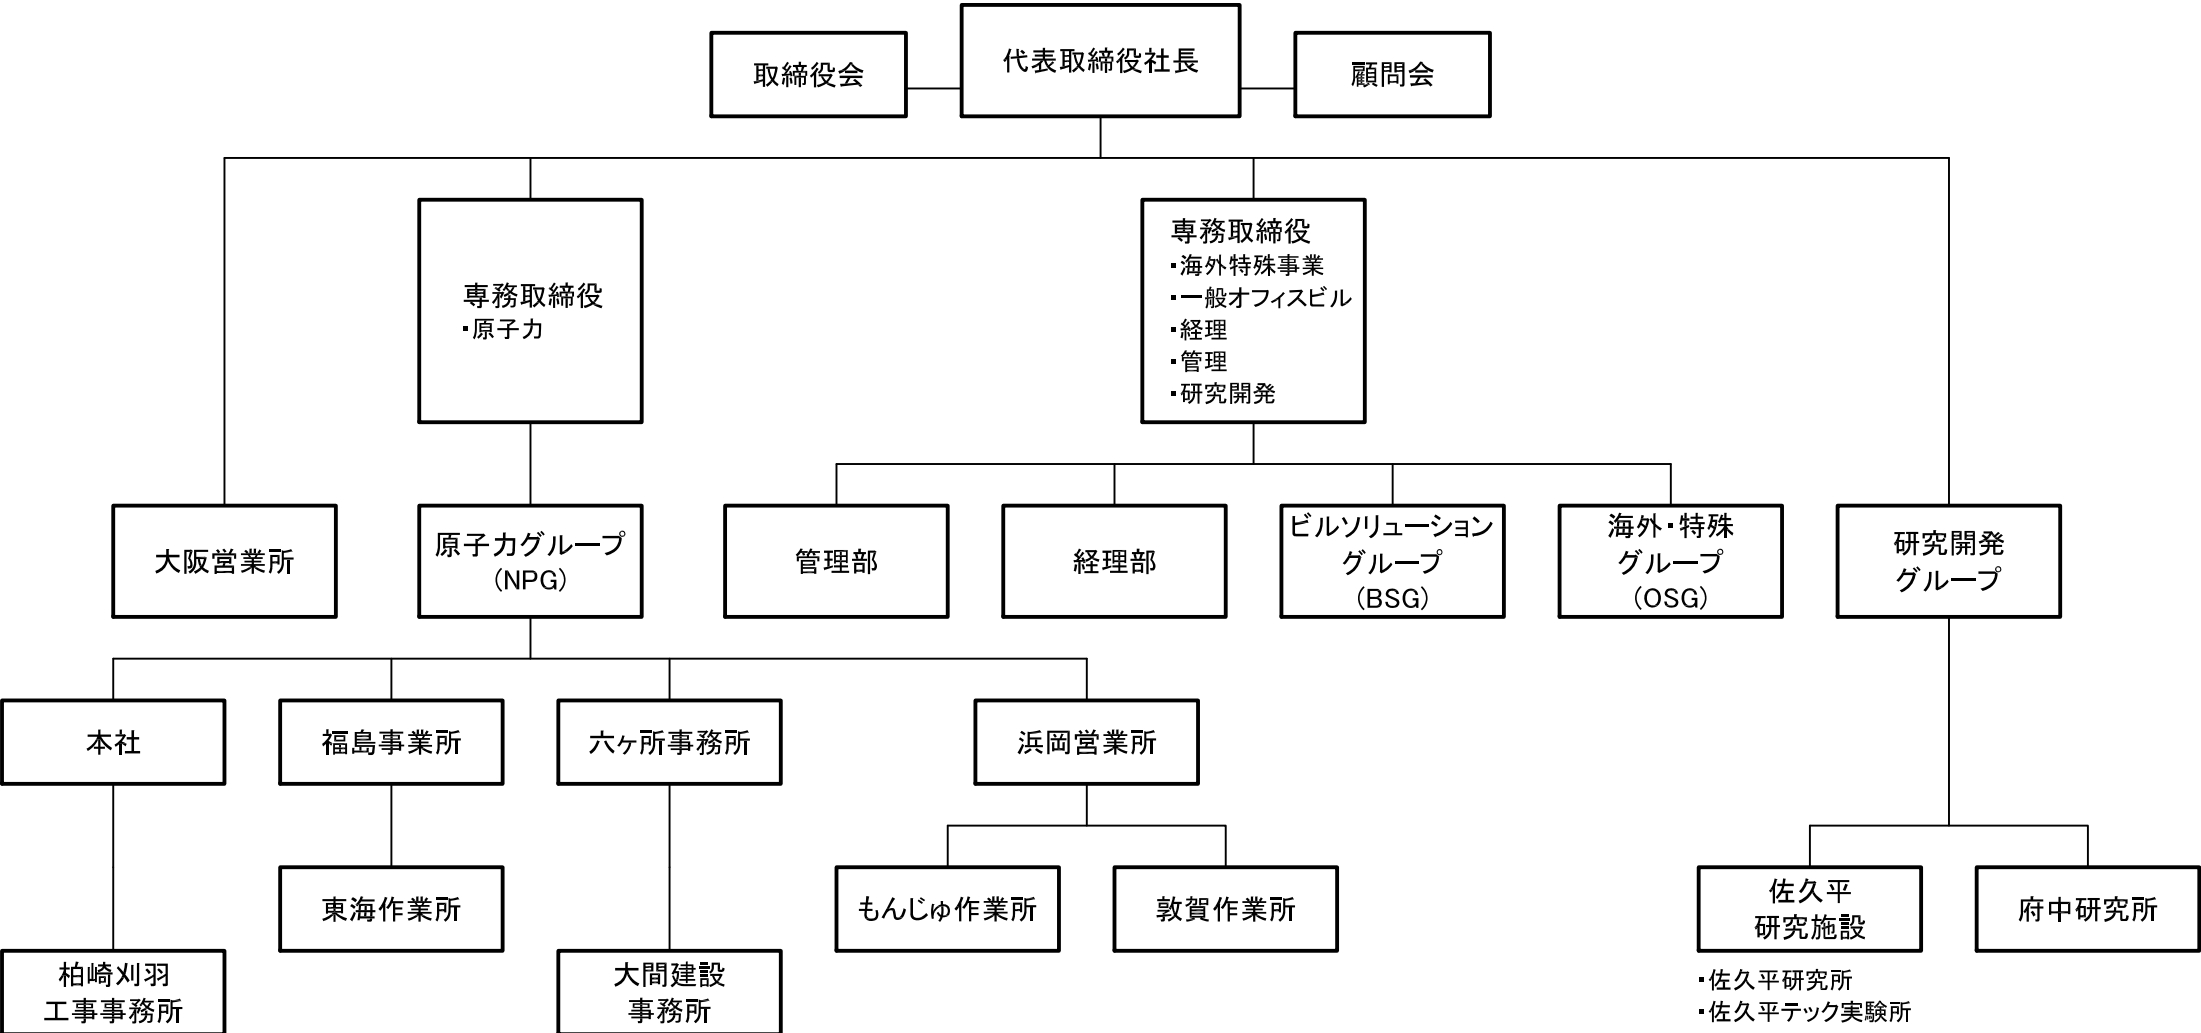 取締役会
代表取締役社長
顧問会
専務取締役
・原子力
専務取締役
・海外特殊事業
・一般オフィスビル
・経理
・管理
・研究開発
大阪営業所
原子力グループ
(NPG)
管理部
経理部
ビルソリューション
グループ
(BSG)
海外・特殊
グループ
(OSG)
研究開発
グループ
本社
福島事業所
六ヶ所事務所
浜岡営業所
東海作業所
もんじゅ作業所
敦賀作業所
佐久平
研究施設
府中研究所
柏崎刈羽
工事事務所
大間建設
事務所
・佐久平研究所
・佐久平テック実験所